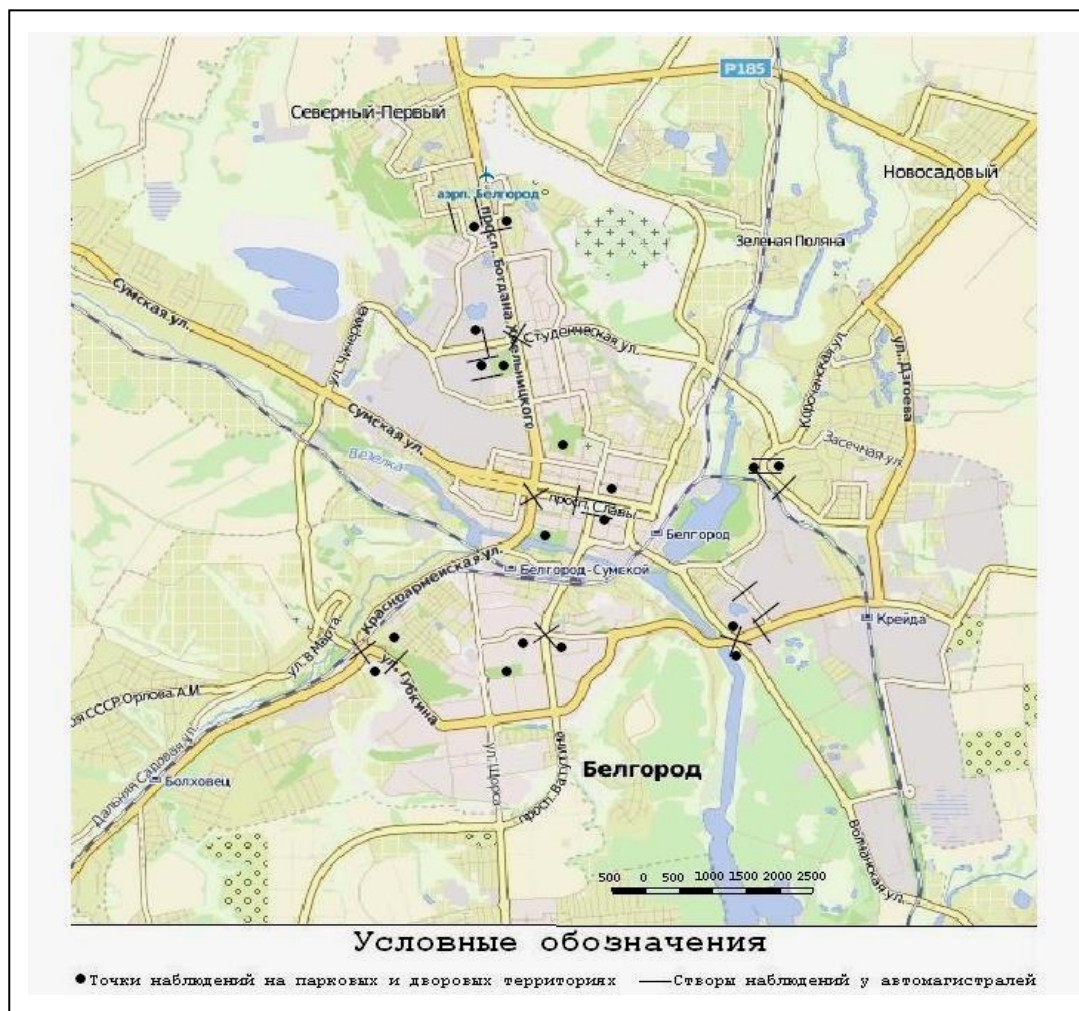 P185
Северный-Первый
Новосадовый
аэрп. Белгород
Зеленая Поляна
просп. Богдана Хмельницкого
Сумская ул.
ул. Чичерина
Студенческая ул.
Корочанская ул.
ул. Дзгоева
Сумская ул.
Засечная ул.
Везелка
просп. Славы
Белгород
Красноармейская ул.
Белгород-Сумской
Крейда
ул. 8 Марта
ул. Губкина
СССР Орлова А.И.
Дальняя Садовая ул.
Болховец
ул. Щорса
просп. Ватутина
Белгород
Волчанская ул.
500 0 500 1000 1500 2000 2500
Условные обозначения
Точки наблюдений на парковых и дворовых территориях
Створы наблюдений у автомагистралей